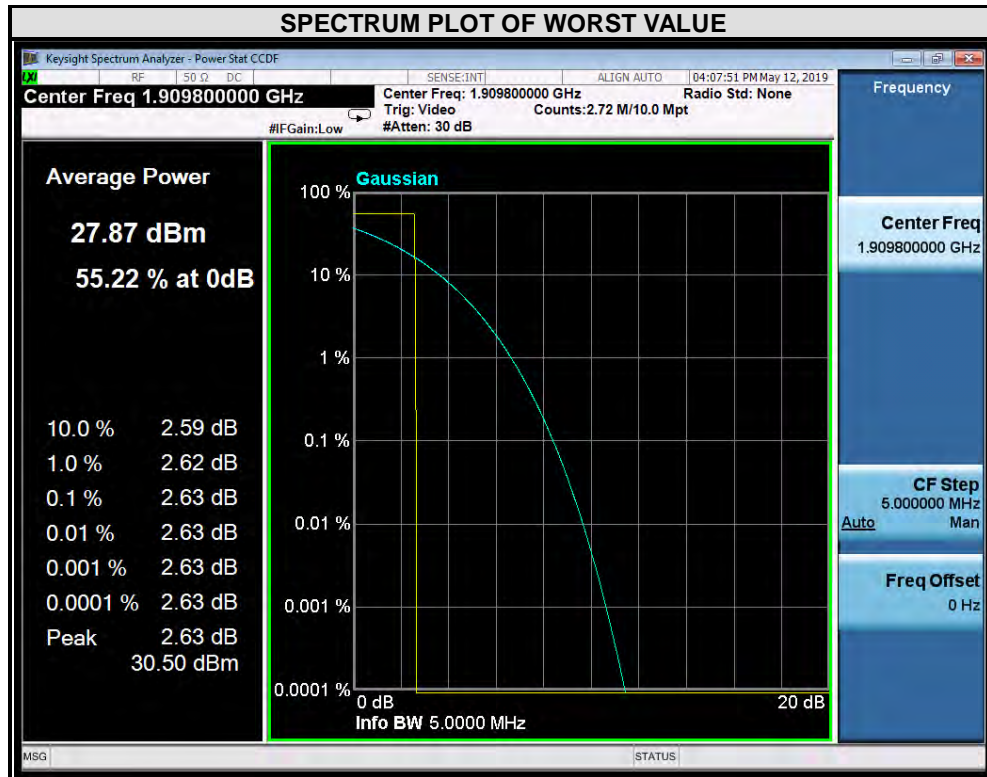 SPECTRUM PLOT OF WORST VALUE
Keysight Spectrum Analyzer - Power Stat CCDF
LXI RF 50 Ω DC SENSE:INT ALIGN AUTO 04:07:51 PM May 12, 2019
Center Freq 1.909800000 GHz
Center Freq: 1.909800000 GHz Radio Std: None
Trig: Video Counts:2.72 M/10.0 Mpt
#IFGain:Low #Atten: 30 dB
Average Power
27.87 dBm
55.22 % at 0dB
10.0 % 2.59 dB
1.0 % 2.62 dB
0.1 % 2.63 dB
0.01 % 2.63 dB
0.001 % 2.63 dB
0.0001 % 2.63 dB
Peak 2.63 dB
30.50 dBm
Gaussian
100 %
10 %
1 %
0.1 %
0.01 %
0.001 %
0.0001 %
0 dB 20 dB
Info BW 5.0000 MHz
Frequency
Center Freq
1.909800000 GHz
CF Step
5.000000 MHz
Auto Man
Freq Offset
0 Hz
MSG STATUS